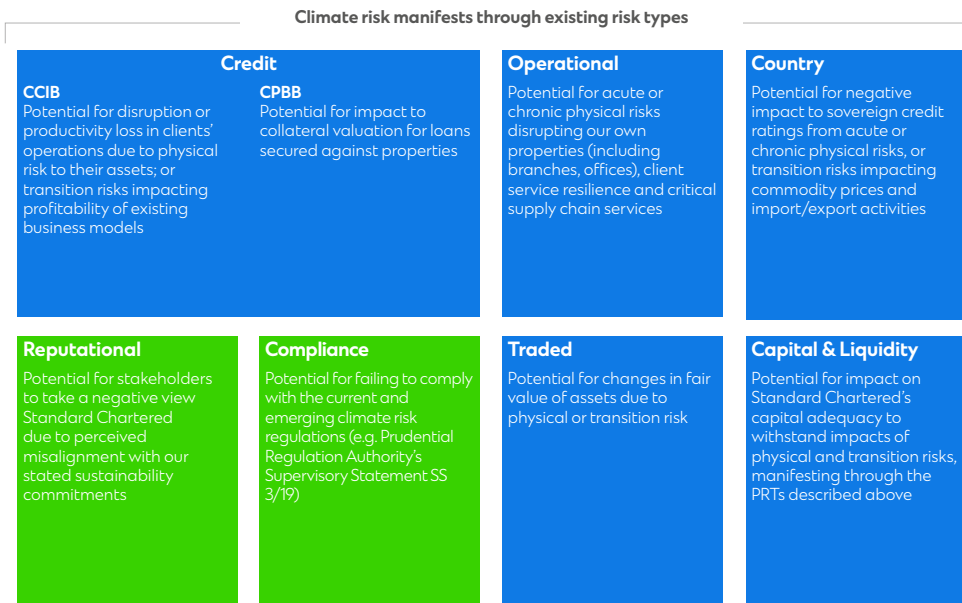 Climate risk manifests through existing risk types
Credit
CCIB
Potential for disruption or
productivity loss in clients'
operations due to physical
risk to their assets; or
transition risks impacting
profitability of existing
business models
CPBB
Potential for impact to
collateral valuation for loans
secured against properties
Operational
Potential for acute or
chronic physical risks
disrupting our own
properties (including
branches, offices), client
service resilience and critical
supply chain services
Country
Potential for negative
impact to sovereign credit
ratings from acute or
chronic physical risks, or
transition risks impacting
commodity prices and
import/export activities
Reputational
Potential for stakeholders
to take a negative view
Standard Chartered
due to perceived
misalignment with our
stated sustainability
commitments
Compliance
Potential for failing to comply
with the current and
emerging climate risk
regulations (e.g. Prudential
Regulation Authority's
Supervisory Statement SS
3/19)
Traded
Potential for changes in fair
value of assets due to
physical or transition risk
Capital & Liquidity
Potential for impact on
Standard Chartered's
capital adequacy to
withstand impacts of
physical and transition risks,
manifesting through the
PRTs described above